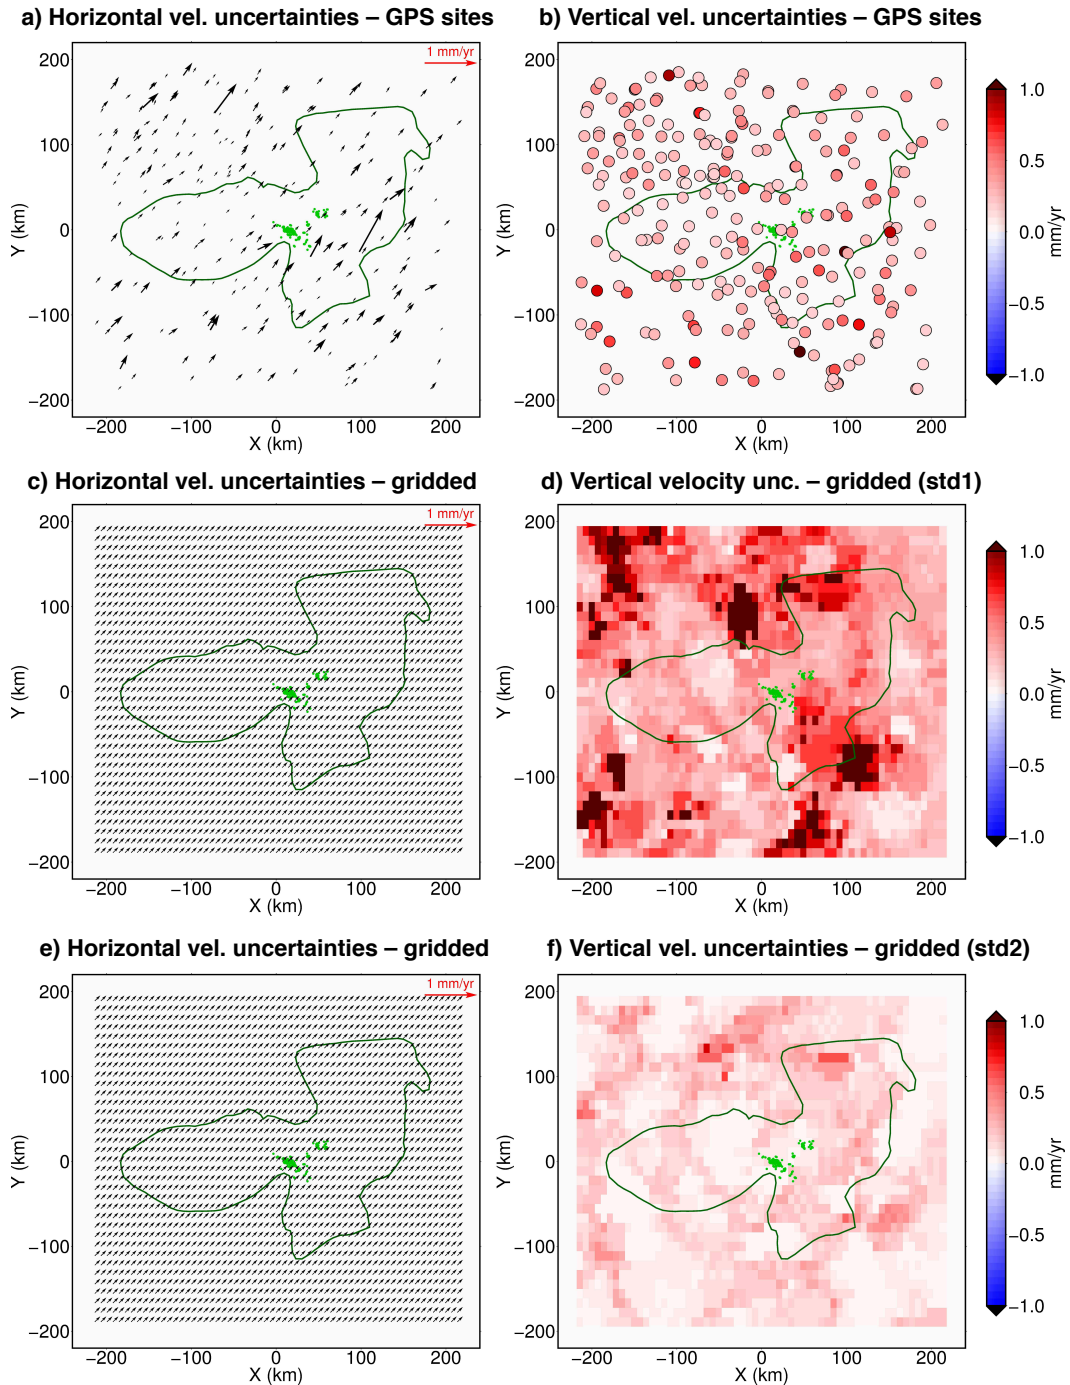 a) Horizontal vel. uncertainties – GPS sites
1 mm/yr
200
100
0
−100
−200
Y (km)
−200 −100 0 100 200
X (km)
b) Vertical vel. uncertainties – GPS sites
200
100
0
−100
−200
Y (km)
−200 −100 0 100 200
X (km)
1.0
0.5
0.0
−0.5
−1.0
mm/yr
c) Horizontal vel. uncertainties – gridded
1 mm/yr
200
100
0
−100
−200
Y (km)
−200 −100 0 100 200
X (km)
d) Vertical velocity unc. – gridded (std1)
200
100
0
−100
−200
Y (km)
−200 −100 0 100 200
X (km)
1.0
0.5
0.0
−0.5
−1.0
mm/yr
e) Horizontal vel. uncertainties – gridded
1 mm/yr
200
100
0
−100
−200
Y (km)
−200 −100 0 100 200
X (km)
f) Vertical vel. uncertainties – gridded (std2)
200
100
0
−100
−200
Y (km)
−200 −100 0 100 200
X (km)
1.0
0.5
0.0
−0.5
−1.0
mm/yr